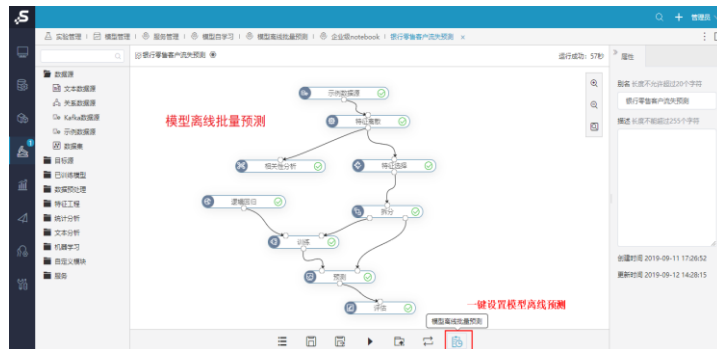 管理员
实验管理
模型管理
服务管理
模型自学习
模型离线批量预测
企业级notebook
银行零售客户流失预测
银行零售客户流失预测
运行成功: 57秒
属性
数据源
文本数据源
关系数据源
Kafka数据源
示例数据源
数据集
目标源
已训练模型
数据预处理
特征工程
统计分析
文本分析
机器学习
自定义模块
服务
模型离线批量预测
示例数据源
特征离散
相关性分析
特征选择
逻辑回归
拆分
训练
预测
评估
一键设置模型离线预测
模型离线批量预测
别名 长度不允许超过20个字符
银行零售客户流失预测
描述 长度不能超过255个字符
创建时间 2019-09-11 17:26:52
更新时间 2019-09-12 14:28:15